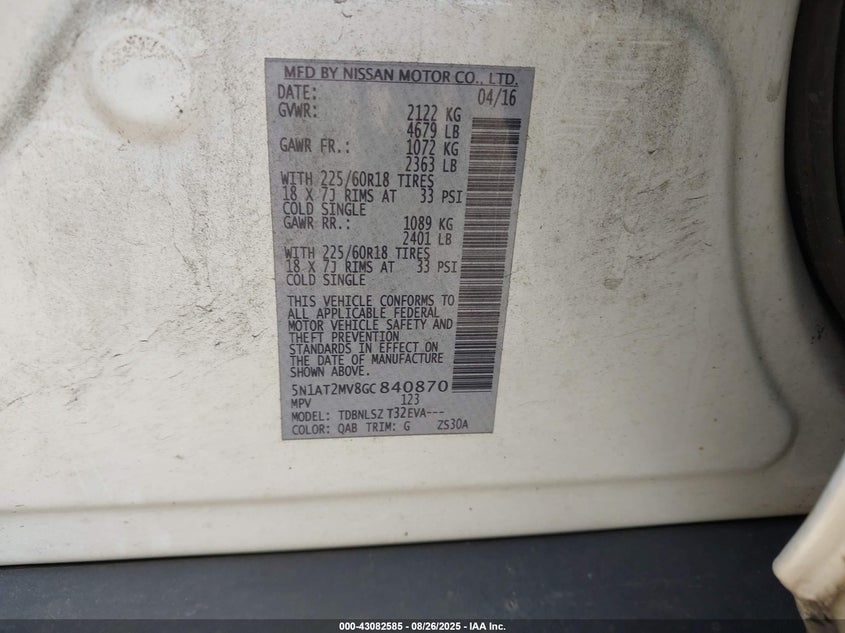 MFD BY NISSAN MOTOR CO., LTD.
DATE: 04/16
GVWR: 2122 KG
4679 LB
GAWR FR.: 1072 KG
2363 LB
WITH 225/60R18 TIRES
18 X 7J RIMS AT 33 PSI
COLD SINGLE
GAWR RR.: 1089 KG
2401 LB
WITH 225/60R18 TIRES
18 X 7J RIMS AT 33 PSI
COLD SINGLE
THIS VEHICLE CONFORMS TO
ALL APPLICABLE FEDERAL
MOTOR VEHICLE SAFETY AND
THEFT PREVENTION
STANDARDS IN EFFECT ON
THE DATE OF MANUFACTURE
SHOWN ABOVE.
5N1AT2MV8GC840870
MPV 123
MODEL: TDBNLSZ T32EVA---
COLOR: QAB TRIM: G ZS30A
000-43082585 - 08/26/2025 - IAA Inc.